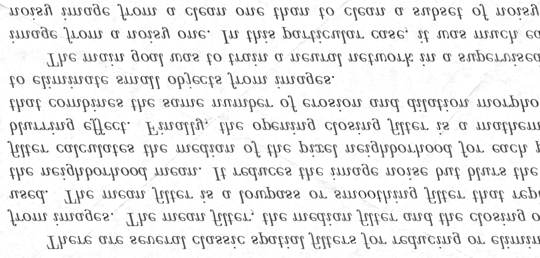 There are several classic spatial filters for reducing or elimin
from images. The mean filter, the median filter and the closing o
used. The mean filter is a lowpass or smoothing filter that repl
the neighborhood mean. It reduces the image noise but blurs the
filter calculates the median of the pixel neighborhood for each p
blurring effect. Finally, the opening closing filter is a mathem
that combines the same number of erosion and dilation morpho
to eliminate small objects from images.
The main goal was to train a neural network in a supervised
image from a noisy one. In this particular case, it was much ea
noisy image from a clean one than to clean a subset of noisy